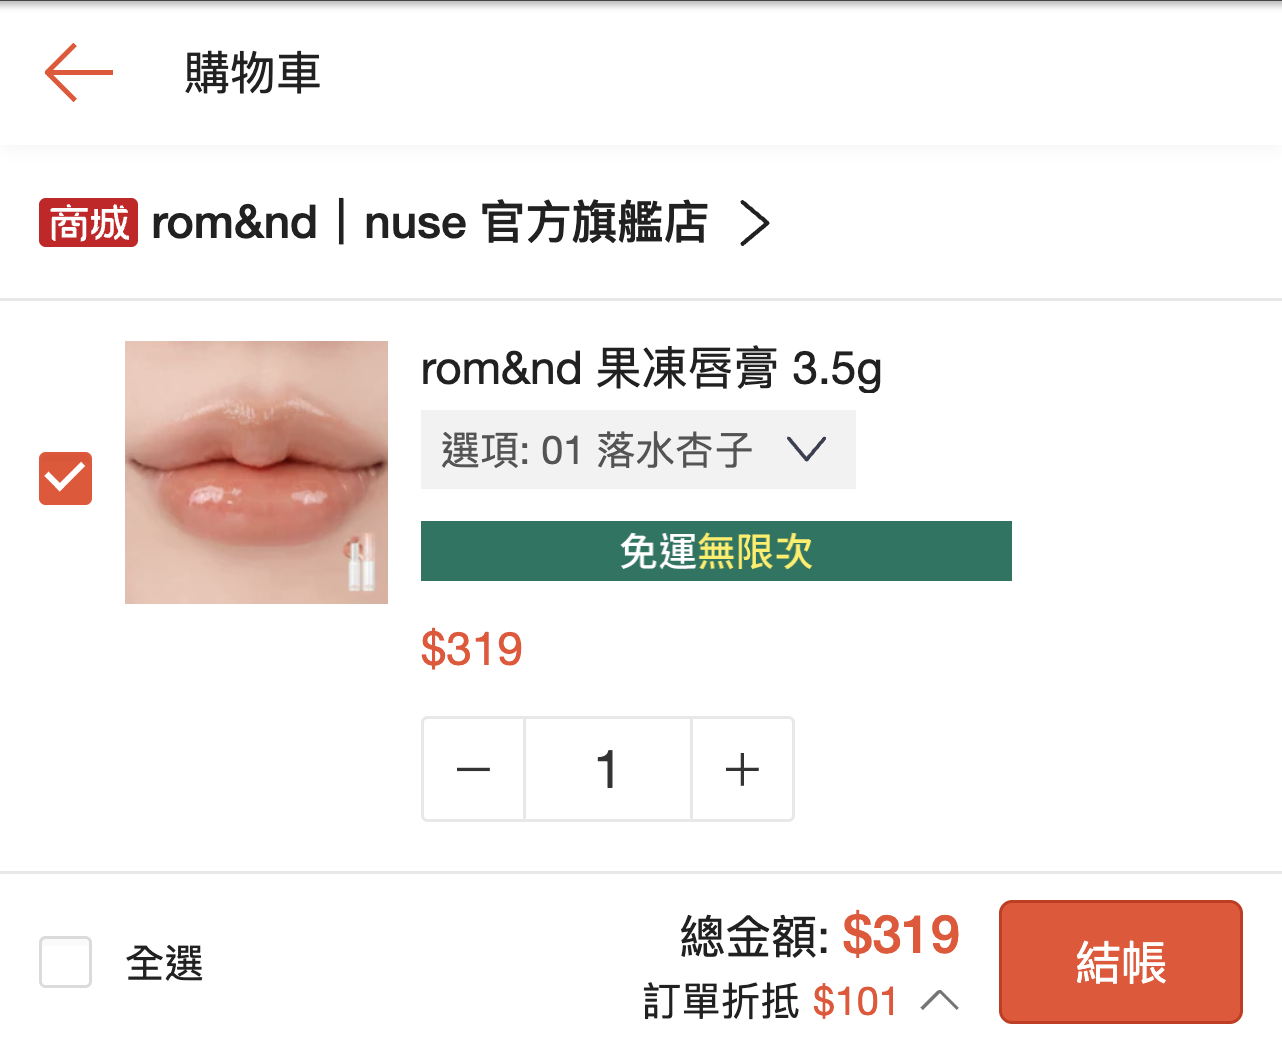 購物車
商城 rom&nd｜nuse 官方旗艦店
rom&nd 果凍唇膏 3.5g
選項: 01 落水杏子
免運無限次
$319
1
全選
總金額: $319
訂單折抵 $101
結帳